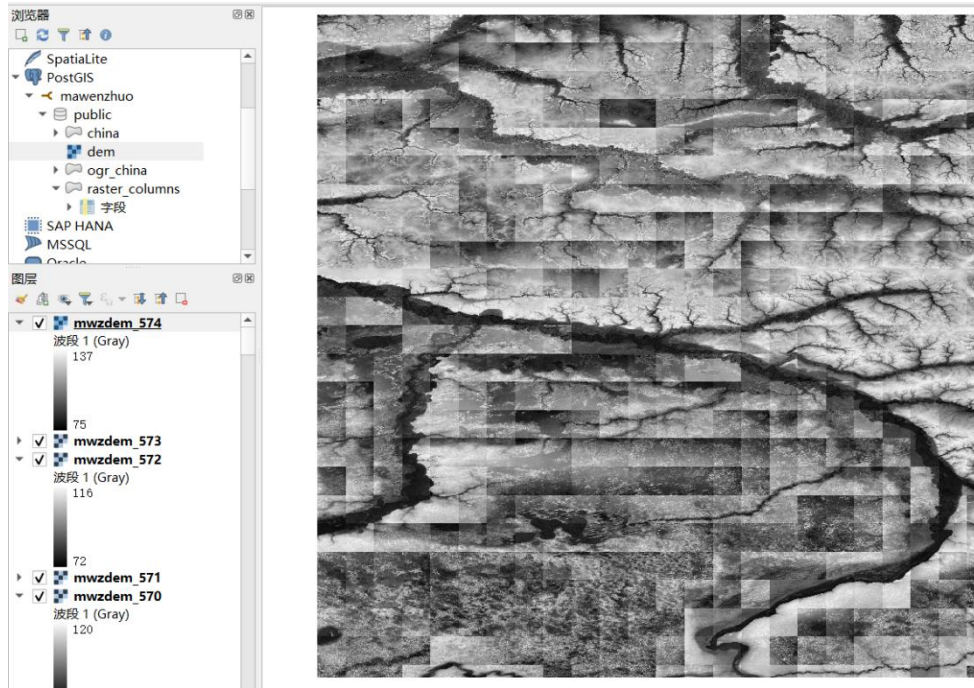 浏览器
SpatiaLite
PostGIS
mawenzhuo
public
china
dem
ogr_china
raster_columns
字段
SAP HANA
MSSQL
Oracle
图层
mwzdem_574
波段 1 (Gray)
137
75
mwzdem_573
mwzdem_572
波段 1 (Gray)
116
72
mwzdem_571
mwzdem_570
波段 1 (Gray)
120